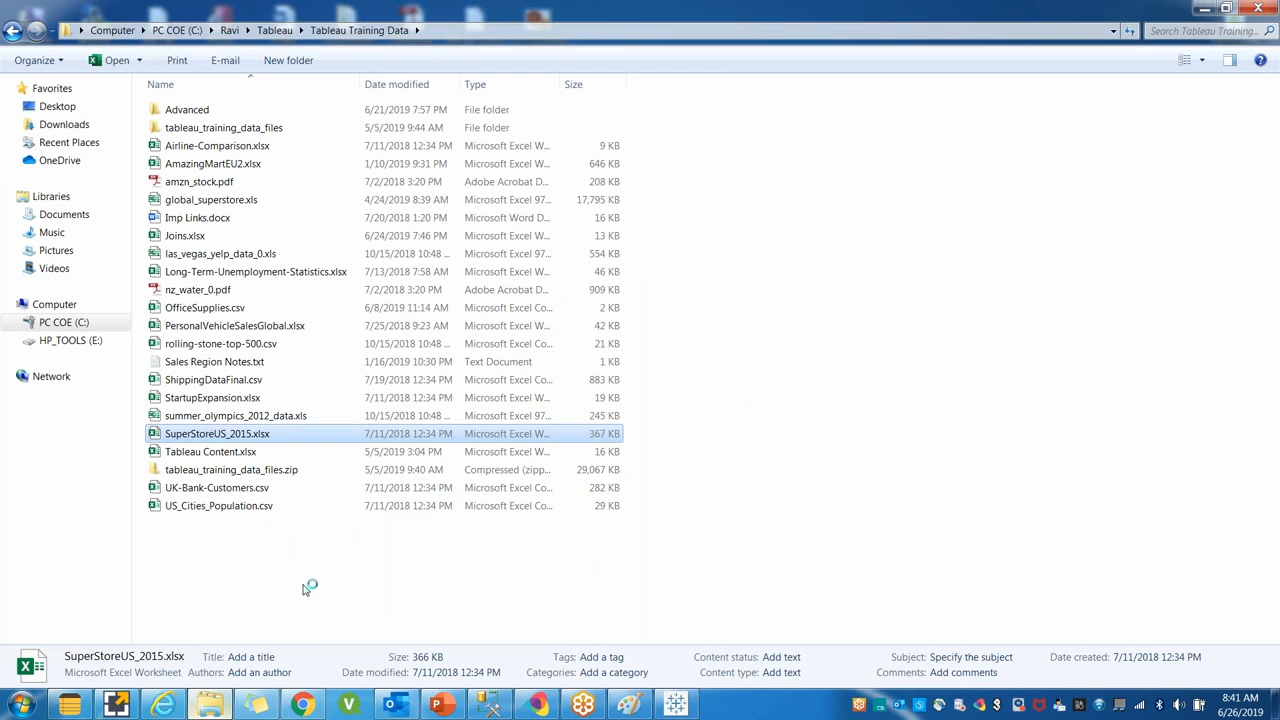 Computer PC COE (C:) Ravi Tableau Tableau Training Data Search Tableau Training...
Organize Open Print E-mail New folder
Name Date modified Type Size
Favorites
Desktop
Downloads
Recent Places
OneDrive
Libraries
Documents
Music
Pictures
Videos
Computer
PC COE (C:)
HP_TOOLS (E:)
Network
Advanced 6/21/2019 7:57 PM File folder
tableau_training_data_files 5/5/2019 9:44 AM File folder
Airline-Comparison.xlsx 7/11/2018 12:34 PM Microsoft Excel W... 9 KB
AmazingMartEU2.xlsx 1/10/2019 9:31 PM Microsoft Excel W... 646 KB
amzn_stock.pdf 7/2/2018 3:20 PM Adobe Acrobat D... 208 KB
global_superstore.xls 4/24/2019 8:39 AM Microsoft Excel 97... 17,795 KB
Imp Links.docx 7/20/2018 1:20 PM Microsoft Word D... 16 KB
Joins.xlsx 6/24/2019 7:46 PM Microsoft Excel W... 13 KB
las_vegas_yelp_data_0.xls 10/15/2018 10:48 ... Microsoft Excel 97... 554 KB
Long-Term-Unemployment-Statistics.xlsx 7/13/2018 7:58 AM Microsoft Excel W... 46 KB
nz_water_0.pdf 7/2/2018 3:20 PM Adobe Acrobat D... 909 KB
OfficeSupplies.csv 6/8/2019 11:14 AM Microsoft Excel Co... 2 KB
PersonalVehicleSalesGlobal.xlsx 7/25/2018 9:23 AM Microsoft Excel W... 42 KB
rolling-stone-top-500.csv 10/15/2018 10:48 ... Microsoft Excel Co... 21 KB
Sales Region Notes.txt 1/16/2019 10:30 PM Text Document 1 KB
ShippingDataFinal.csv 7/19/2018 12:34 PM Microsoft Excel Co... 883 KB
StartupExpansion.xlsx 7/11/2018 12:34 PM Microsoft Excel W... 19 KB
summer_olympics_2012_data.xls 10/15/2018 10:48 ... Microsoft Excel 97... 245 KB
SuperStoreUS_2015.xlsx 7/11/2018 12:34 PM Microsoft Excel W... 367 KB
Tableau Content.xlsx 5/5/2019 3:04 PM Microsoft Excel W... 16 KB
tableau_training_data_files.zip 5/5/2019 9:40 AM Compressed (zipp... 29,067 KB
UK-Bank-Customers.csv 7/11/2018 12:34 PM Microsoft Excel Co... 282 KB
US_Cities_Population.csv 7/11/2018 12:34 PM Microsoft Excel Co... 29 KB
SuperStoreUS_2015.xlsx Title: Add a title Size: 366 KB Tags: Add a tag Content status: Add text Subject: Specify the subject Date created: 7/11/2018 12:34 PM
Microsoft Excel Worksheet Authors: Add an author Date modified: 7/11/2018 12:34 PM Categories: Add a category Content type: Add text Comments: Add comments
8:41 AM
6/26/2019